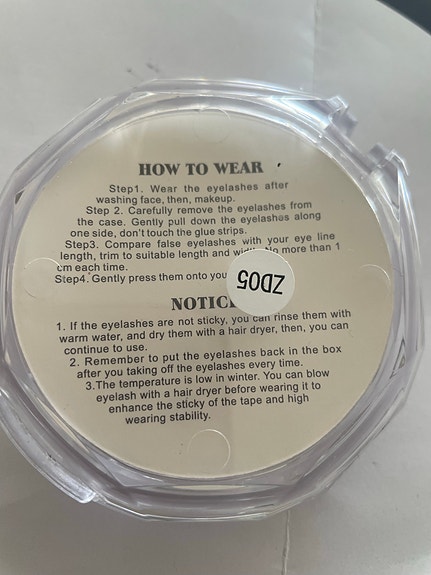 HOW TO WEAR
Step1. Wear the eyelashes after
washing face, then, makeup.
Step 2. Carefully remove the eyelashes from
the case. Gently pull down the eyelashes along
one side, don't touch the glue strips.
Step3. Compare false eyelashes with your eye line
length, trim to suitable length and No more than 1
cm each time.
Step4. Gently press them onto
ZD05
1. If the eyelashes are not sticky, you can rinse them with
warm water, and dry them with a hair dryer, then, you can
continue to use.
2. Remember to put the eyelashes back in the box
after you taking off the eyelashes every time.
3.The temperature is low in winter. You can blow
eyelash with a hair dryer before wearing it to
enhance the sticky of the tape and high
wearing stability.